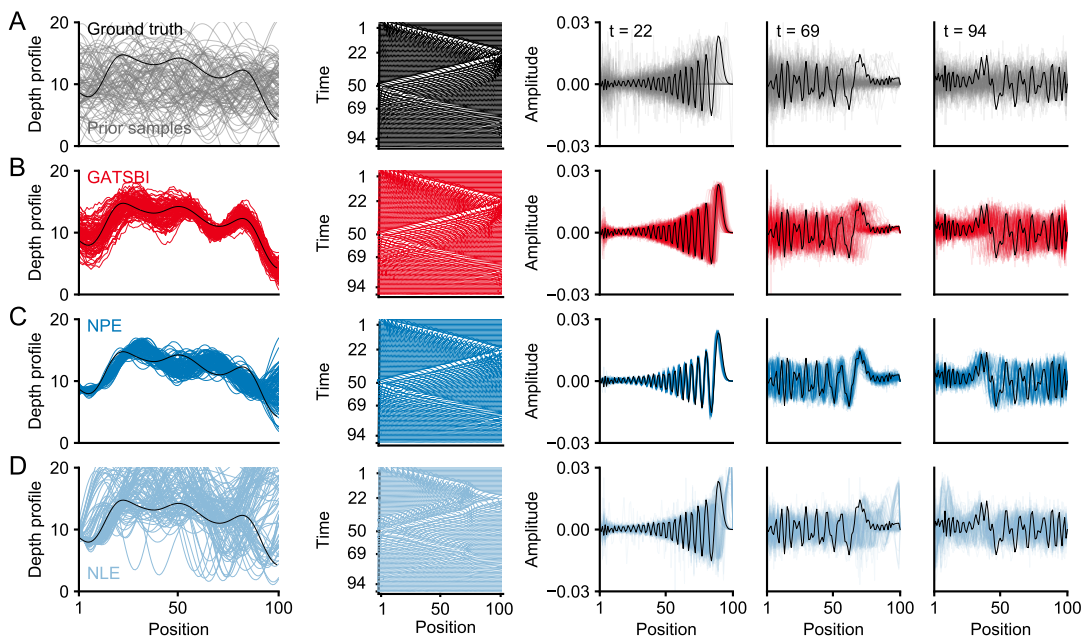 A
Depth profile
20
10
0
Ground truth
Prior samples
Time
1
22
50
69
94
Amplitude
0.03
0.00
−0.03
t = 22
t = 69
t = 94
B
Depth profile
20
10
0
GATSBI
Time
1
22
50
69
94
Amplitude
0.03
0.00
−0.03
C
Depth profile
20
10
0
NPE
Time
1
22
50
69
94
Amplitude
0.03
0.00
−0.03
D
Depth profile
20
10
0
NLE
Time
1
22
50
69
94
Amplitude
0.03
0.00
−0.03
1 50 100
Position
1 50 100
Position
1 50 100
Position
1 50 100
Position
1 50 100
Position